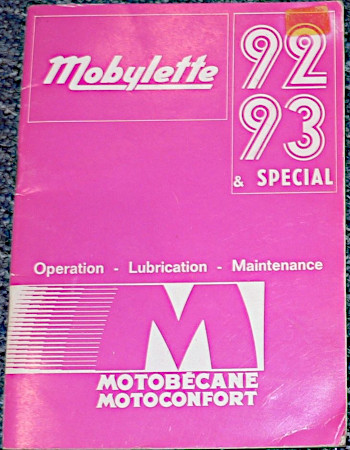 Mobylette
92
93
& SPECIAL
Operation - Lubrication - Maintenance
M
MOTOBÉCANE
MOTOCONFORT